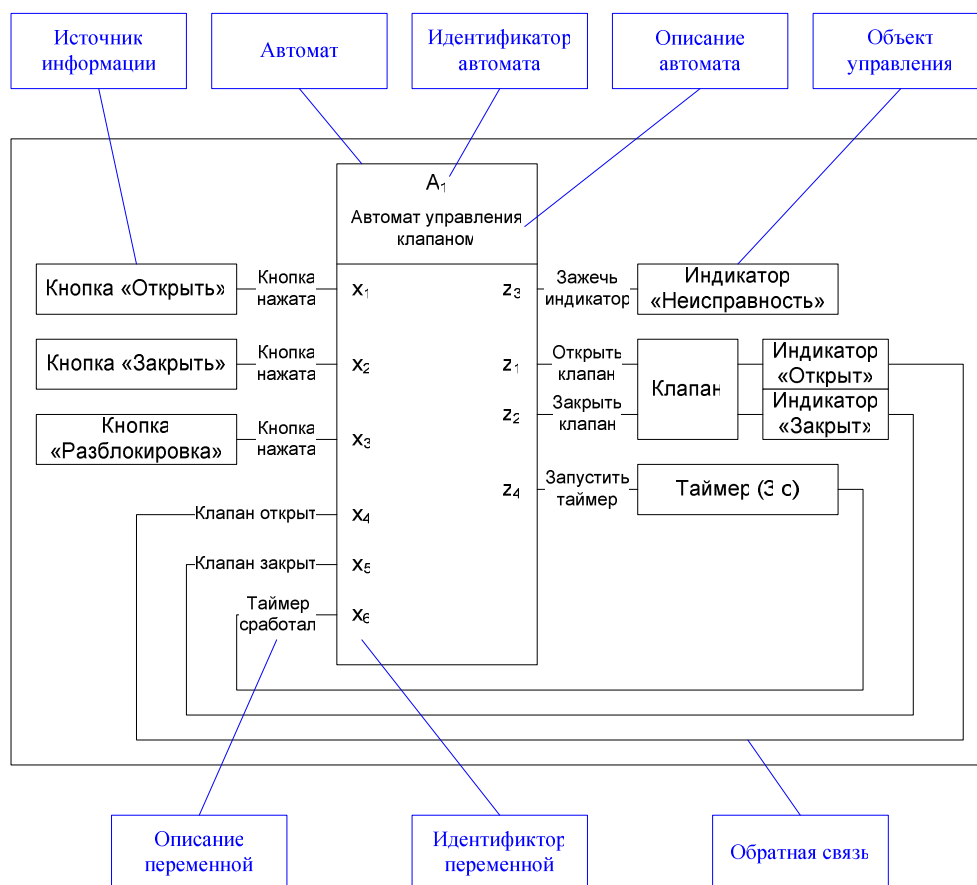 Источник
информации
Автомат
Идентификатор
автомата
Описание
автомата
Объект
управления
A1
Автомат управления
клапаном
Кнопка «Открыть»
Кнопка
нажата
x1
z3
Зажечь
индикатор
Индикатор
«Неисправность»
Кнопка «Закрыть»
Кнопка
нажата
x2
z1
Открыть
клапан
Клапан
Индикатор
«Открыт»
z2
Закрыть
клапан
Индикатор
«Закрыт»
Кнопка
«Разблокировка»
Кнопка
нажата
x3
z4
Запустить
таймер
Таймер (3 с)
Клапан открыт
x4
Клапан закрыт
x5
Таймер
сработал
x6
Описание
переменной
Идентификтор
переменной
Обратная связь